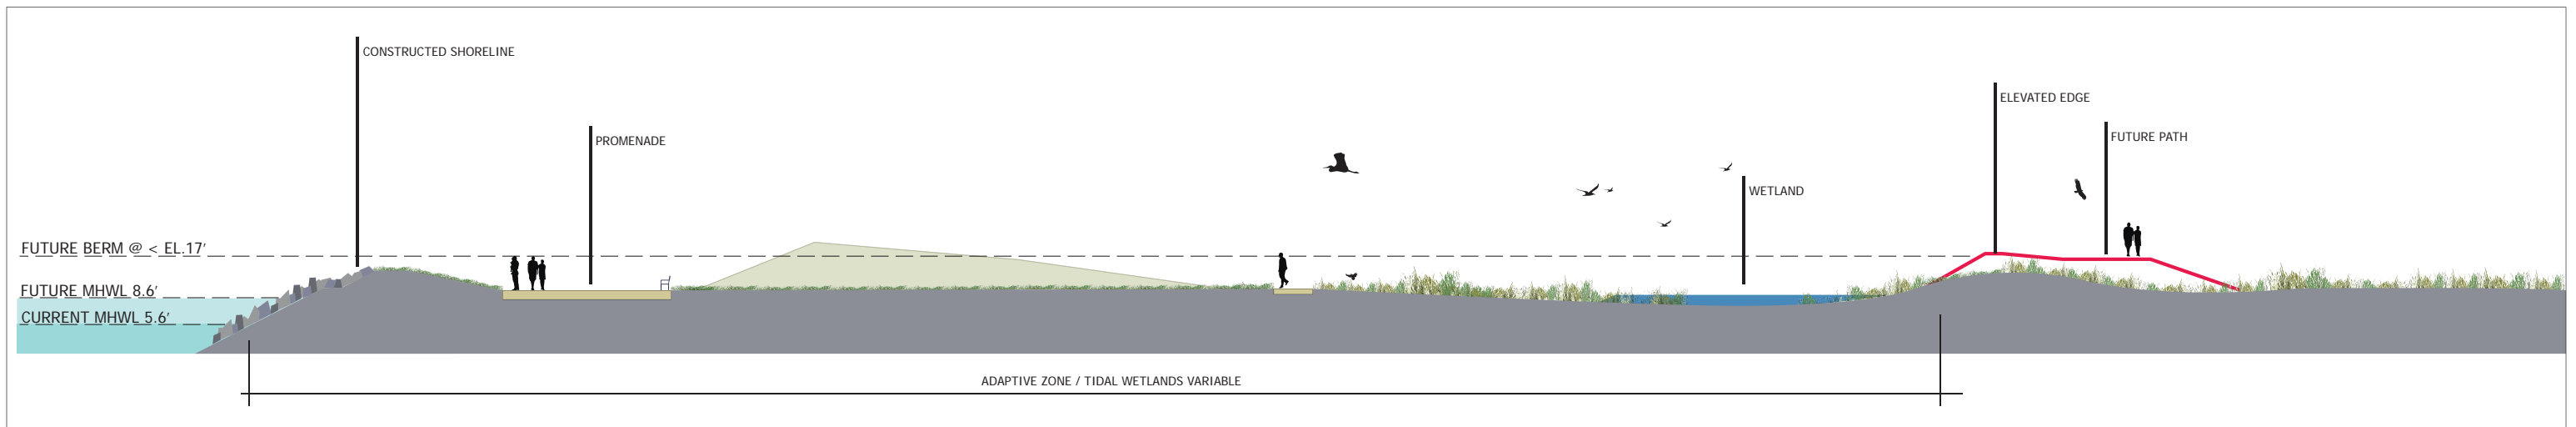 CONSTRUCTED SHORELINE
PROMENADE
WETLAND
ELEVATED EDGE
FUTURE PATH
FUTURE BERM @ < EL.17'
FUTURE MHWL 8.6'
CURRENT MHWL 5.6'
ADAPTIVE ZONE / TIDAL WETLANDS VARIABLE